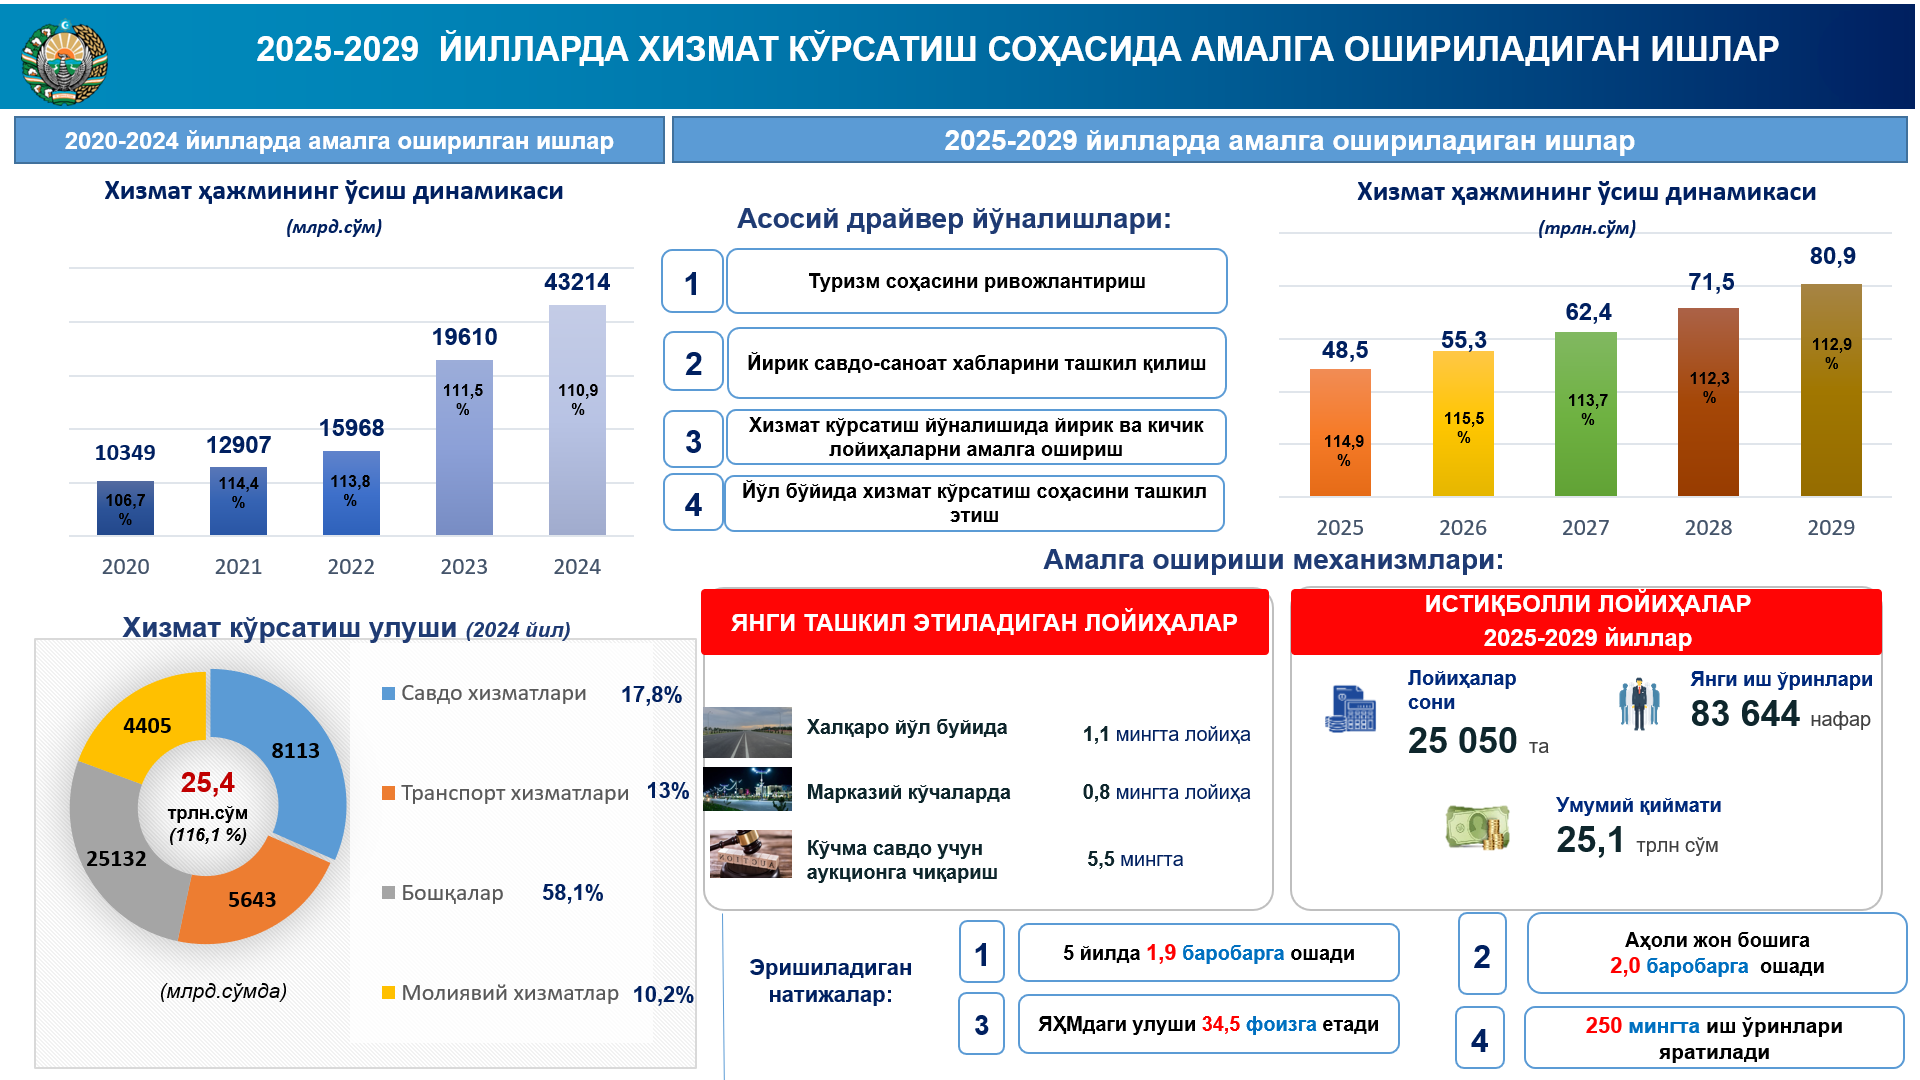 2025-2029 ЙИЛЛАРДА ХИЗМАТ КЎРСАТИШ СОҲАСИДА АМАЛГА ОШИРИЛАДИГАН ИШЛАР
2020-2024 йилларда амалга оширилган ишлар
2025-2029 йилларда амалга ошириладиган ишлар
Хизмат ҳажмининг ўсиш динамикаси
(млрд.сўм)
10349
12907
15968
19610
43214
106,7
%
114,4
%
113,8
%
111,5
%
110,9
%
2020
2021
2022
2023
2024
Асосий драйвер йўналишлари:
1
Туризм соҳасини ривожлантириш
2
Йирик савдо-саноат хабларини ташкил қилиш
3
Хизмат кўрсатиш йўналишида йирик ва кичик
лойиҳаларни амалга ошириш
4
Йўл бўйида хизмат кўрсатиш соҳасини ташкил
этиш
Хизмат ҳажмининг ўсиш динамикаси
(трлн.сўм)
48,5
55,3
62,4
71,5
80,9
114,9
%
115,5
%
113,7
%
112,3
%
112,9
%
2025
2026
2027
2028
2029
Хизмат кўрсатиш улуши (2024 йил)
4405
8113
25132
5643
25,4
трлн.сўм
(116,1 %)
(млрд.сўмда)
Савдо хизматлари 17,8%
Транспорт хизматлари 13%
Бошқалар 58,1%
Молиявий хизматлар 10,2%
Амалга ошириши механизмлари:
ЯНГИ ТАШКИЛ ЭТИЛАДИГАН ЛОЙИҲАЛАР
Халқаро йўл буйида 1,1 мингта лойиҳа
Марказий кўчаларда 0,8 мингта лойиҳа
Кўчма савдо учун
аукционга чиқариш
5,5 мингта
AUCTION
ИСТИҚБОЛЛИ ЛОЙИҲАЛАР
2025-2029 йиллар
Лойиҳалар
сони
25 050 та
Янги иш ўринлари
83 644 нафар
Умумий қиймати
25,1 трлн сўм
Эришиладиган
натижалар:
1
5 йилда 1,9 баробарга ошади
2
Аҳоли жон бошига
2,0 баробарга ошади
3
ЯҲМдаги улуши 34,5 фоизга етади
4
250 мингта иш ўринлари
яратилади